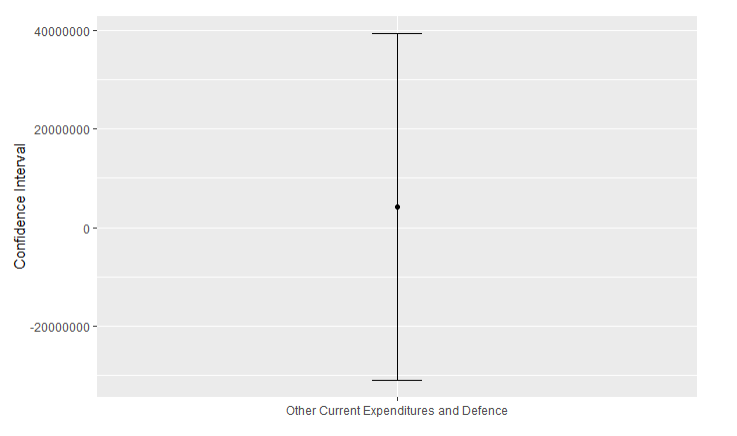 Confidence Interval
40000000
20000000
0
-20000000
Other Current Expenditures and Defence